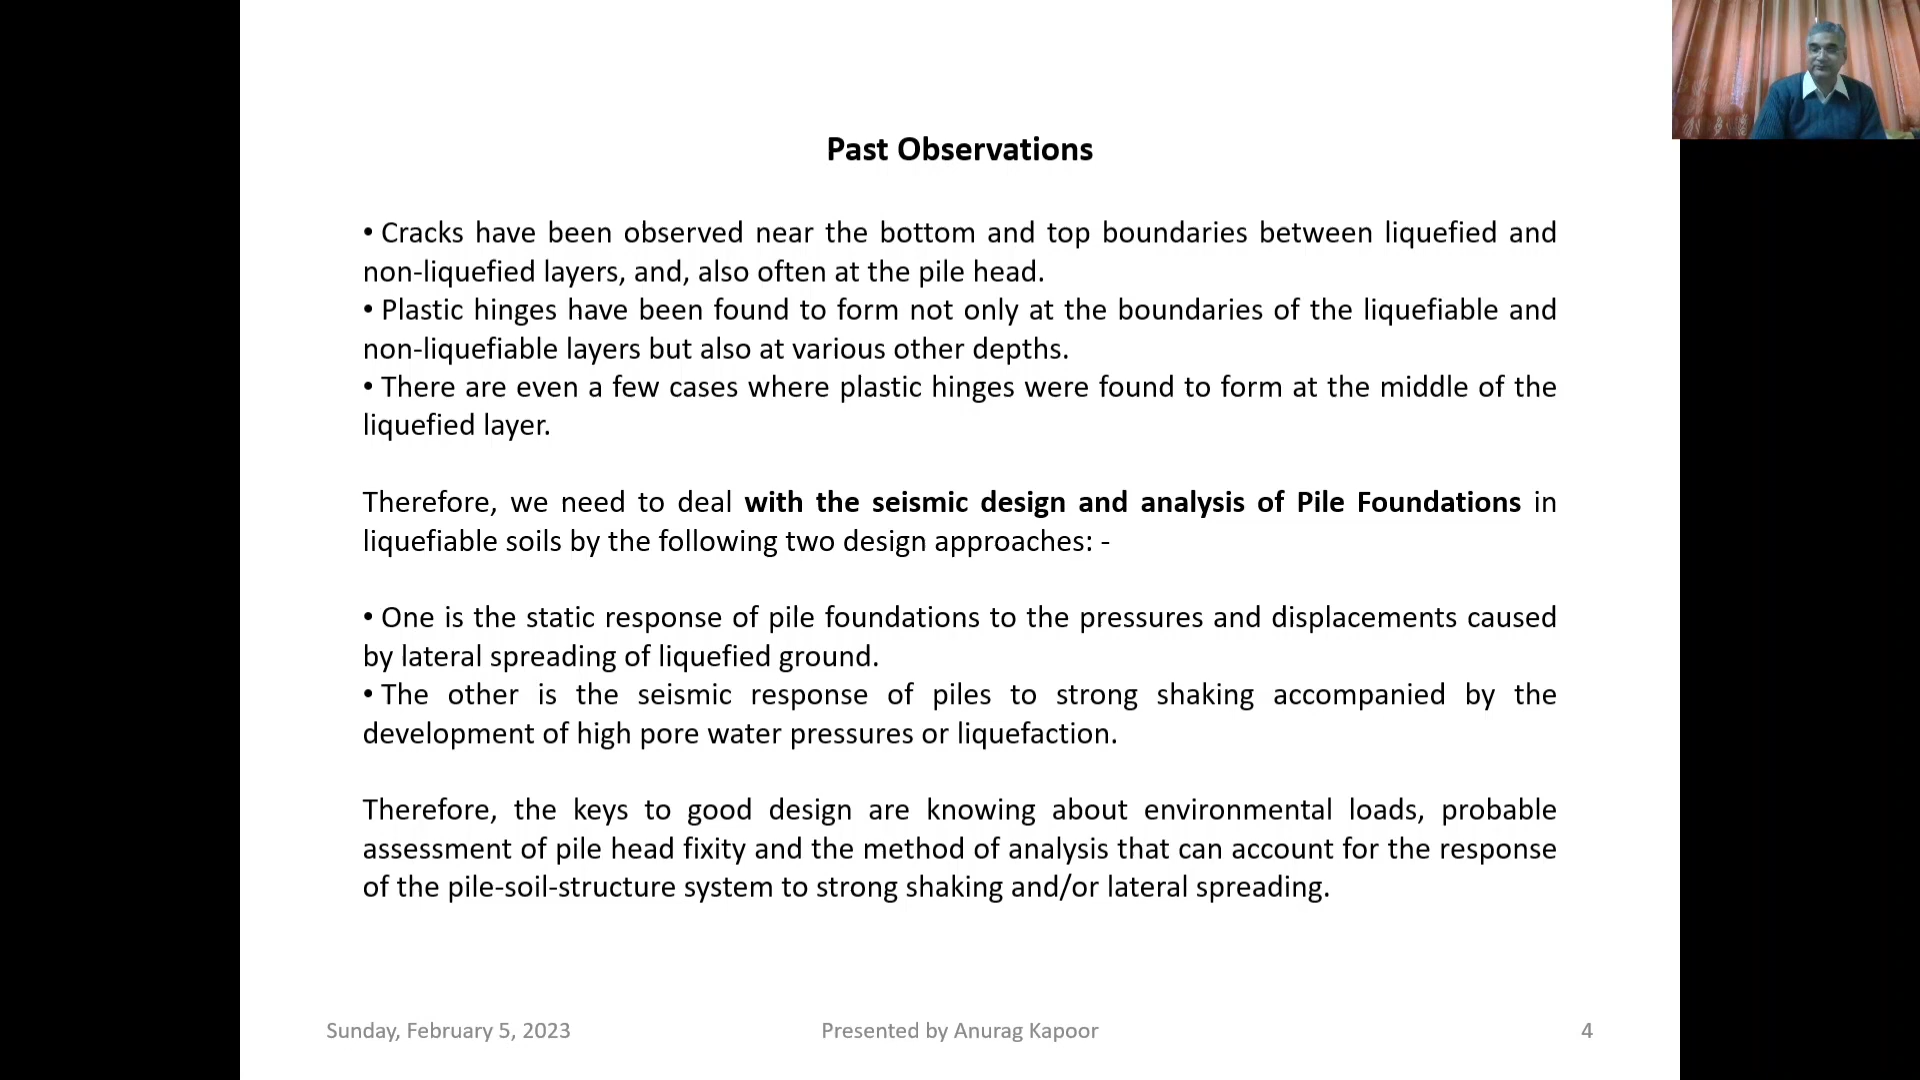 Past Observations
• Cracks have been observed near the bottom and top boundaries between liquefied and
non-liquefied layers, and, also often at the pile head.
• Plastic hinges have been found to form not only at the boundaries of the liquefiable and
non-liquefiable layers but also at various other depths.
• There are even a few cases where plastic hinges were found to form at the middle of the
liquefied layer.
Therefore, we need to deal with the seismic design and analysis of Pile Foundations in
liquefiable soils by the following two design approaches: -
• One is the static response of pile foundations to the pressures and displacements caused
by lateral spreading of liquefied ground.
• The other is the seismic response of piles to strong shaking accompanied by the
development of high pore water pressures or liquefaction.
Therefore, the keys to good design are knowing about environmental loads, probable
assessment of pile head fixity and the method of analysis that can account for the response
of the pile-soil-structure system to strong shaking and/or lateral spreading.
Sunday, February 5, 2023
Presented by Anurag Kapoor
4